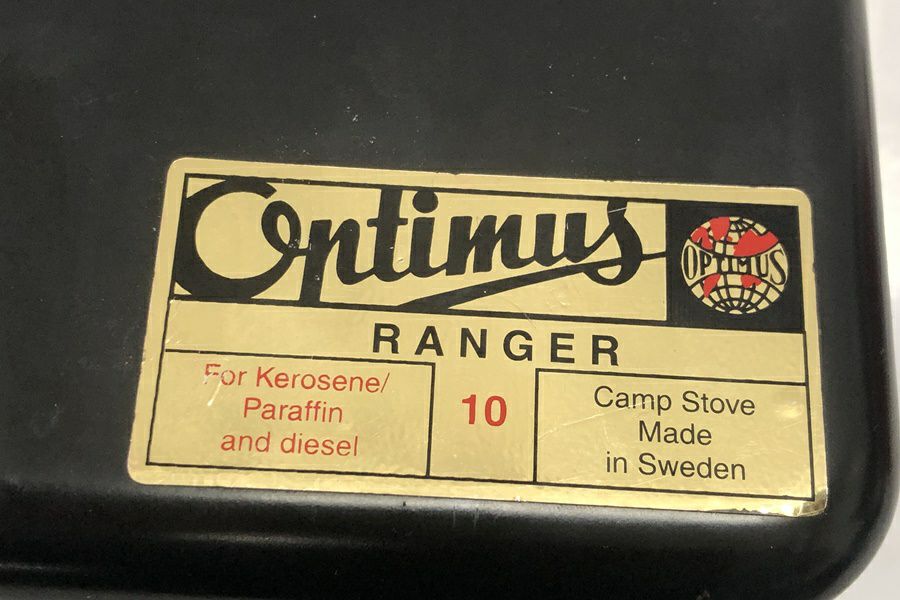 Optimus
OPTIMUS
RANGER
For Kerosene/
Paraffin
and diesel
10
Camp Stove
Made
in Sweden